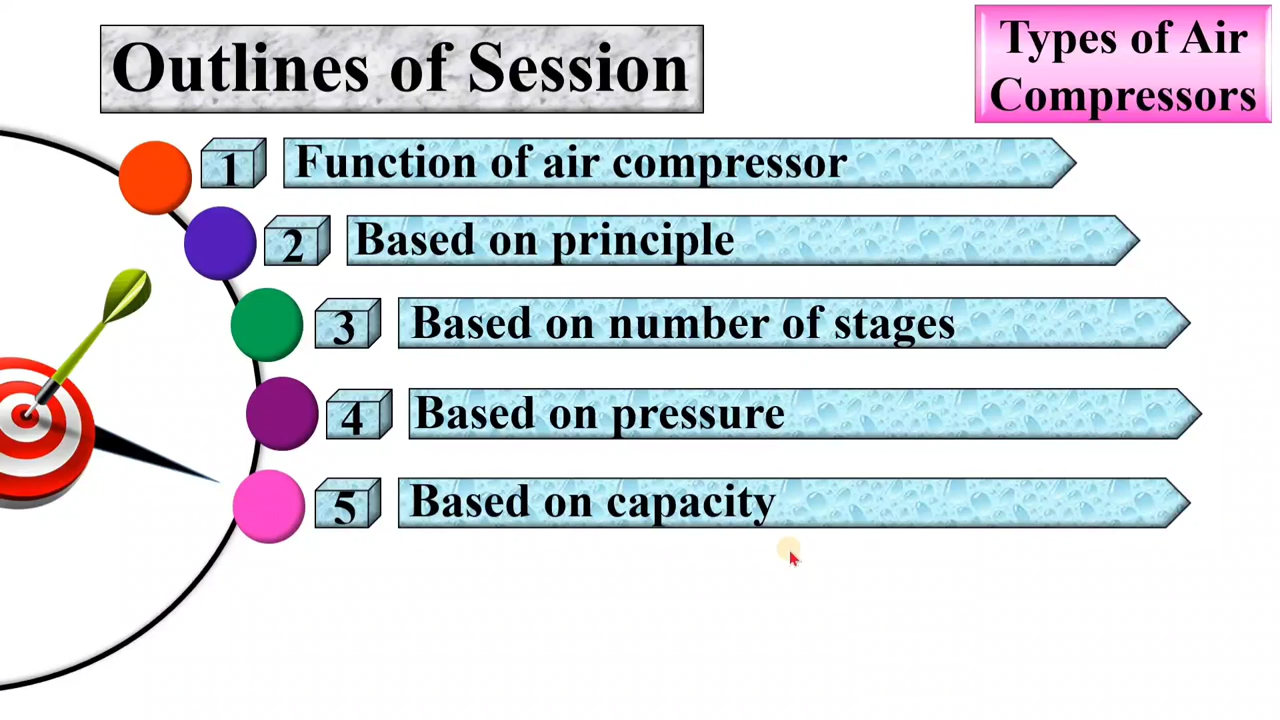 Outlines of Session
Types of Air
Compressors
1 Function of air compressor
2 Based on principle
3 Based on number of stages
4 Based on pressure
5 Based on capacity